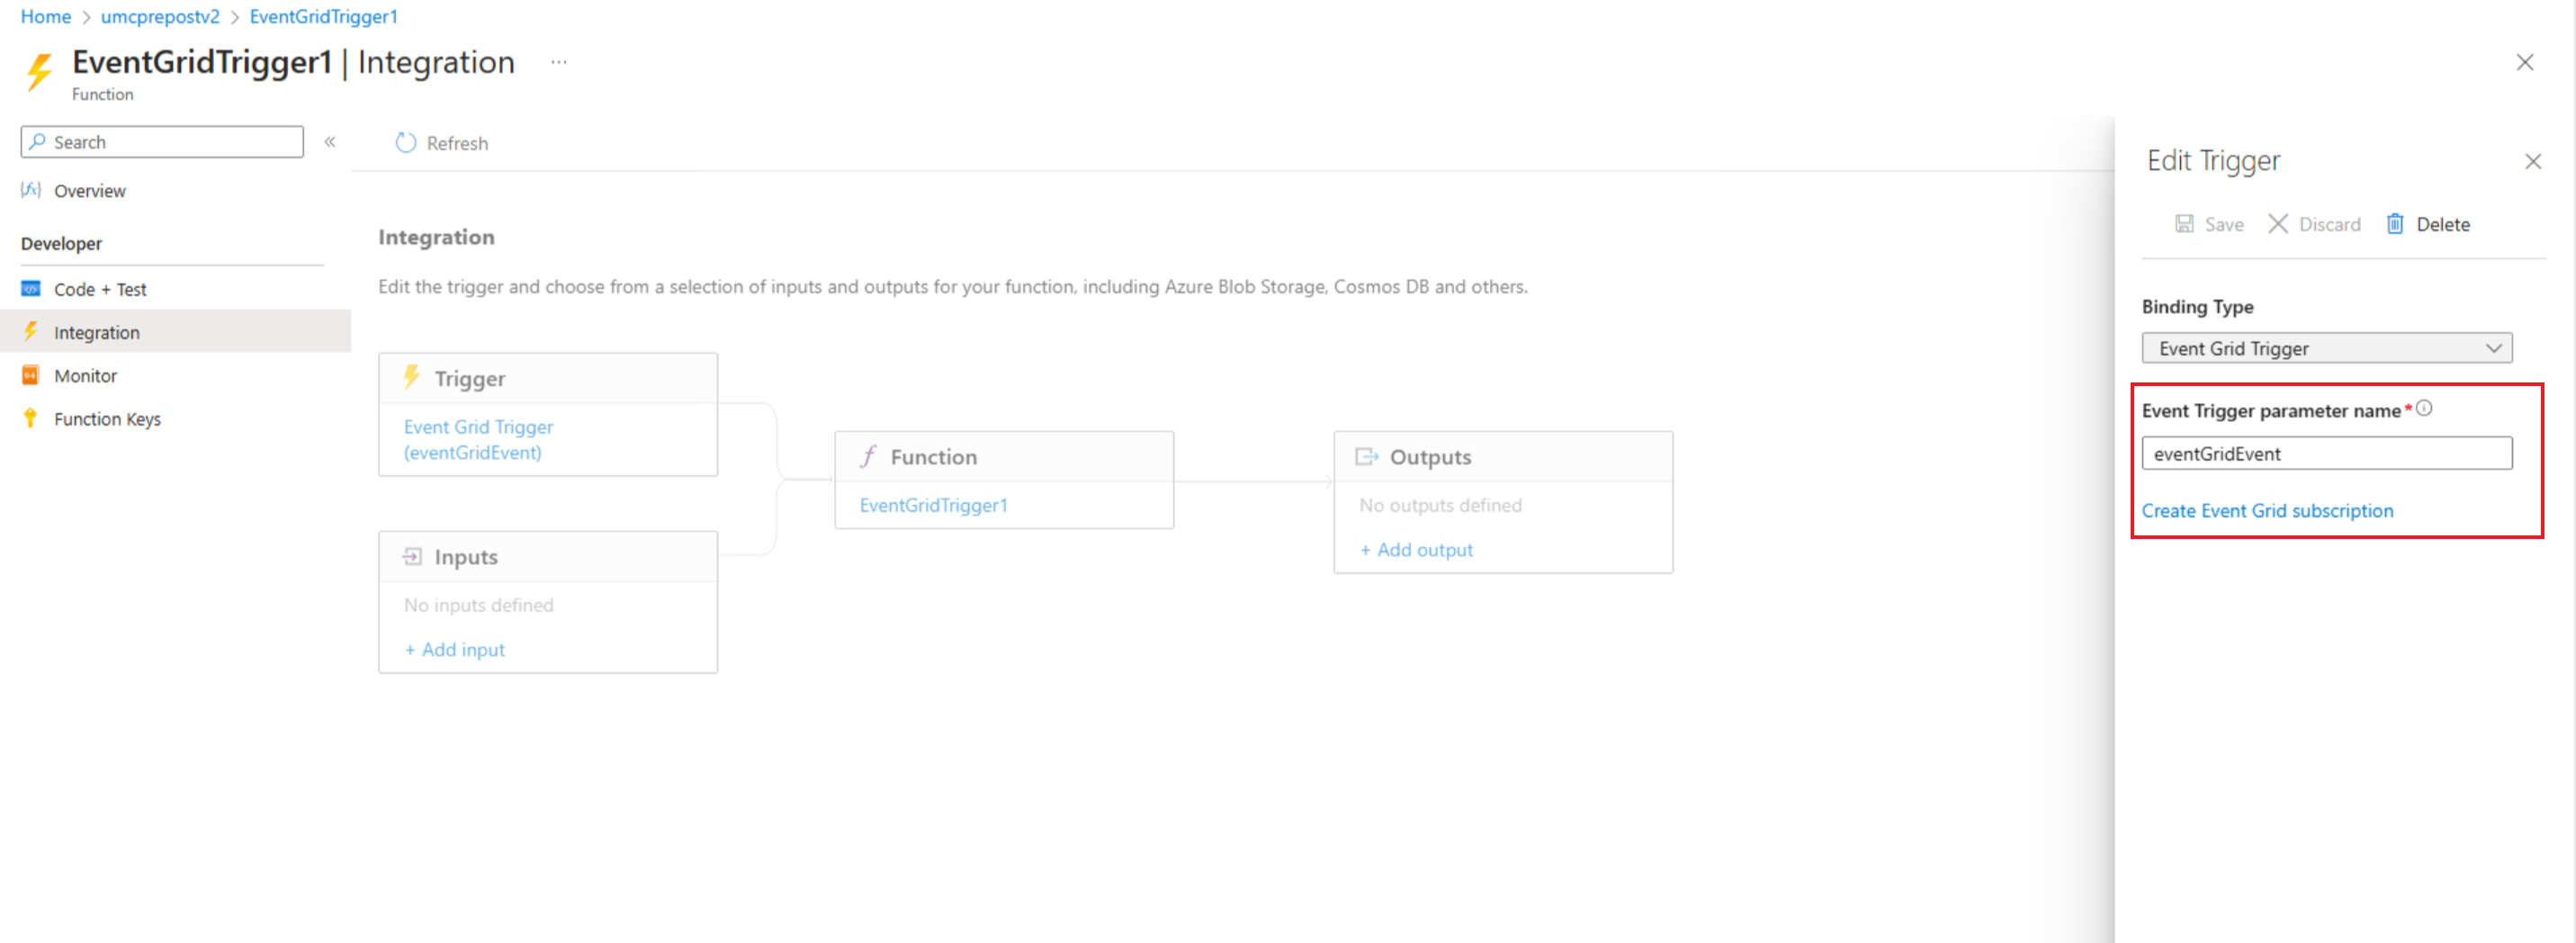 Home > umcprepostv2 > EventGridTrigger1
EventGridTrigger1 | Integration ...
Function
Search
«
Refresh
Overview
Developer
Code + Test
Integration
Monitor
Function Keys
Integration
Edit the trigger and choose from a selection of inputs and outputs for your function, including Azure Blob Storage, Cosmos DB and others.
Trigger
Event Grid Trigger
(eventGridEvent)
Inputs
No inputs defined
+ Add input
Function
EventGridTrigger1
Outputs
No outputs defined
+ Add output
Edit Trigger
Save Discard Delete
Binding Type
Event Grid Trigger
Event Trigger parameter name*
eventGridEvent
Create Event Grid subscription